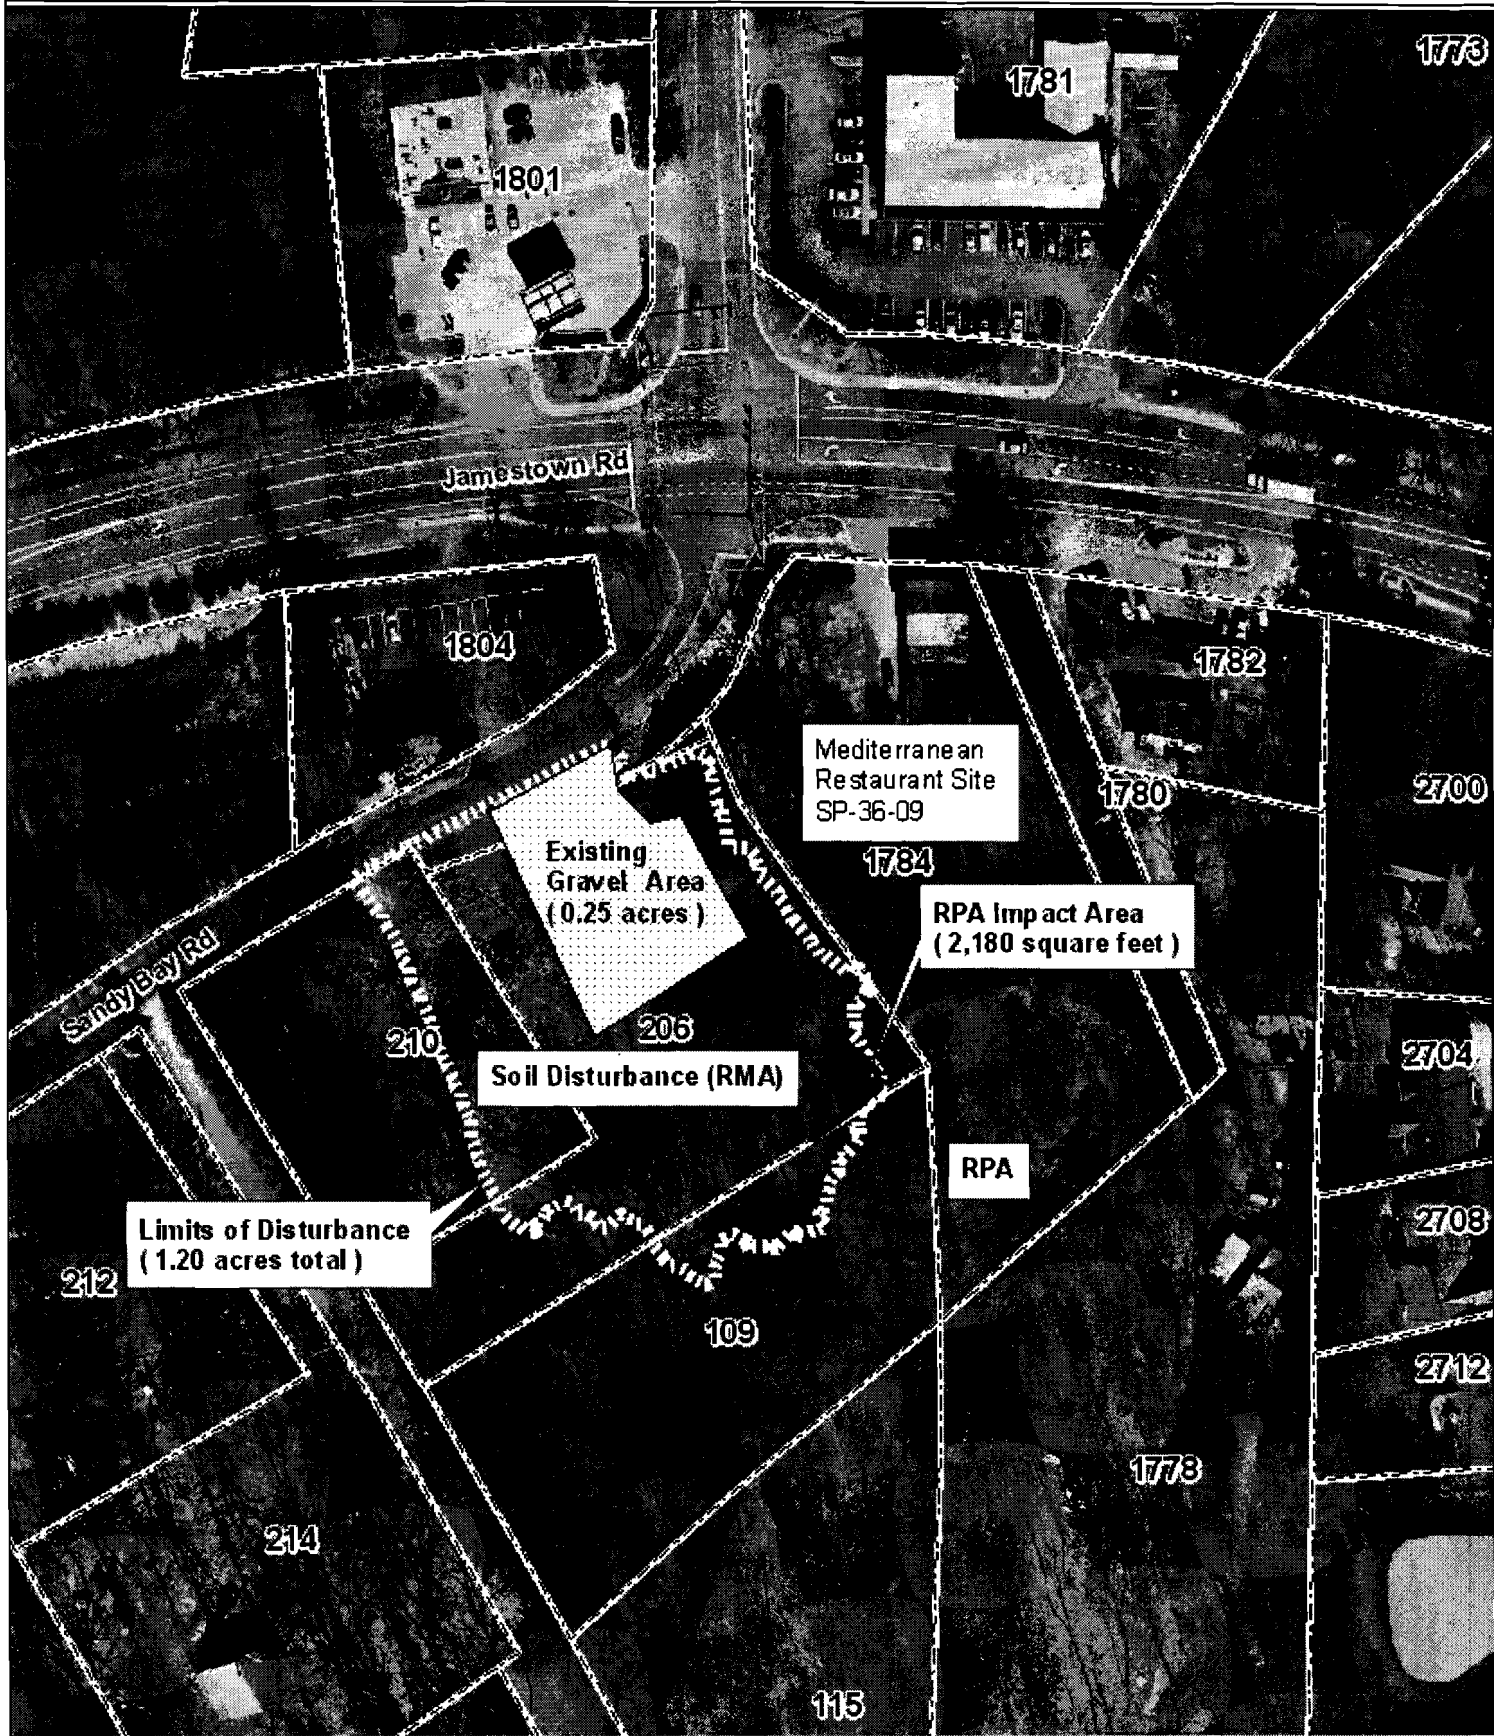 1773
1781
1801
Jamestown Rd
1804
1782
Mediterranean
Restaurant Site
SP-36-09
1780
2700
Existing
Gravel Area
( 0.25 acres )
1784
RPA Impact Area
( 2,180 square feet )
Sandy Bay Rd
210
206
2704
Soil Disturbance (RMA)
RPA
Limits of Disturbance
( 1.20 acres total )
2708
212
109
2712
1778
214
115